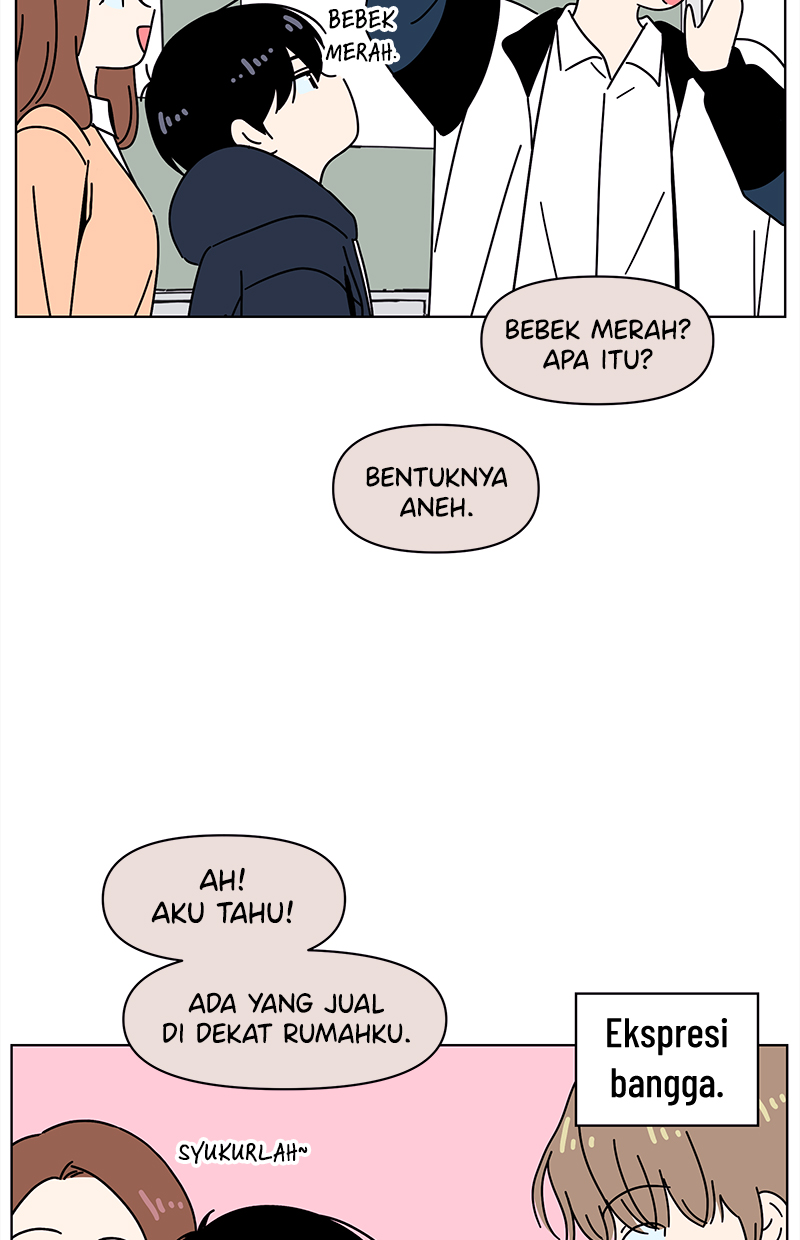 BEBEK
MERAH.
BEBEK MERAH?
APA ITU?
BENTUKNYA
ANEH.
AH!
AKU TAHU!
ADA YANG JUAL
DI DEKAT RUMAHKU.
Ekspresi
bangga.
SYUKURLAH~